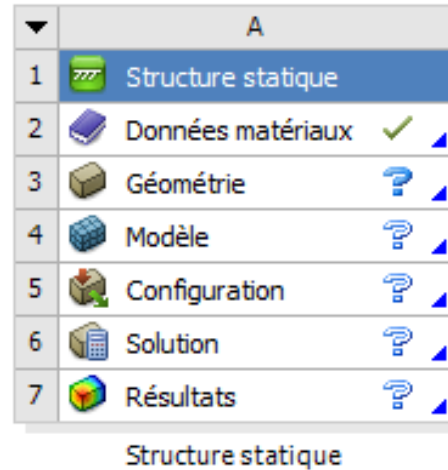 A
1 Structure statique
2 Données matériaux
3 Géométrie ?
4 Modèle ?
5 Configuration ?
6 Solution ?
7 Résultats ?
Structure statique